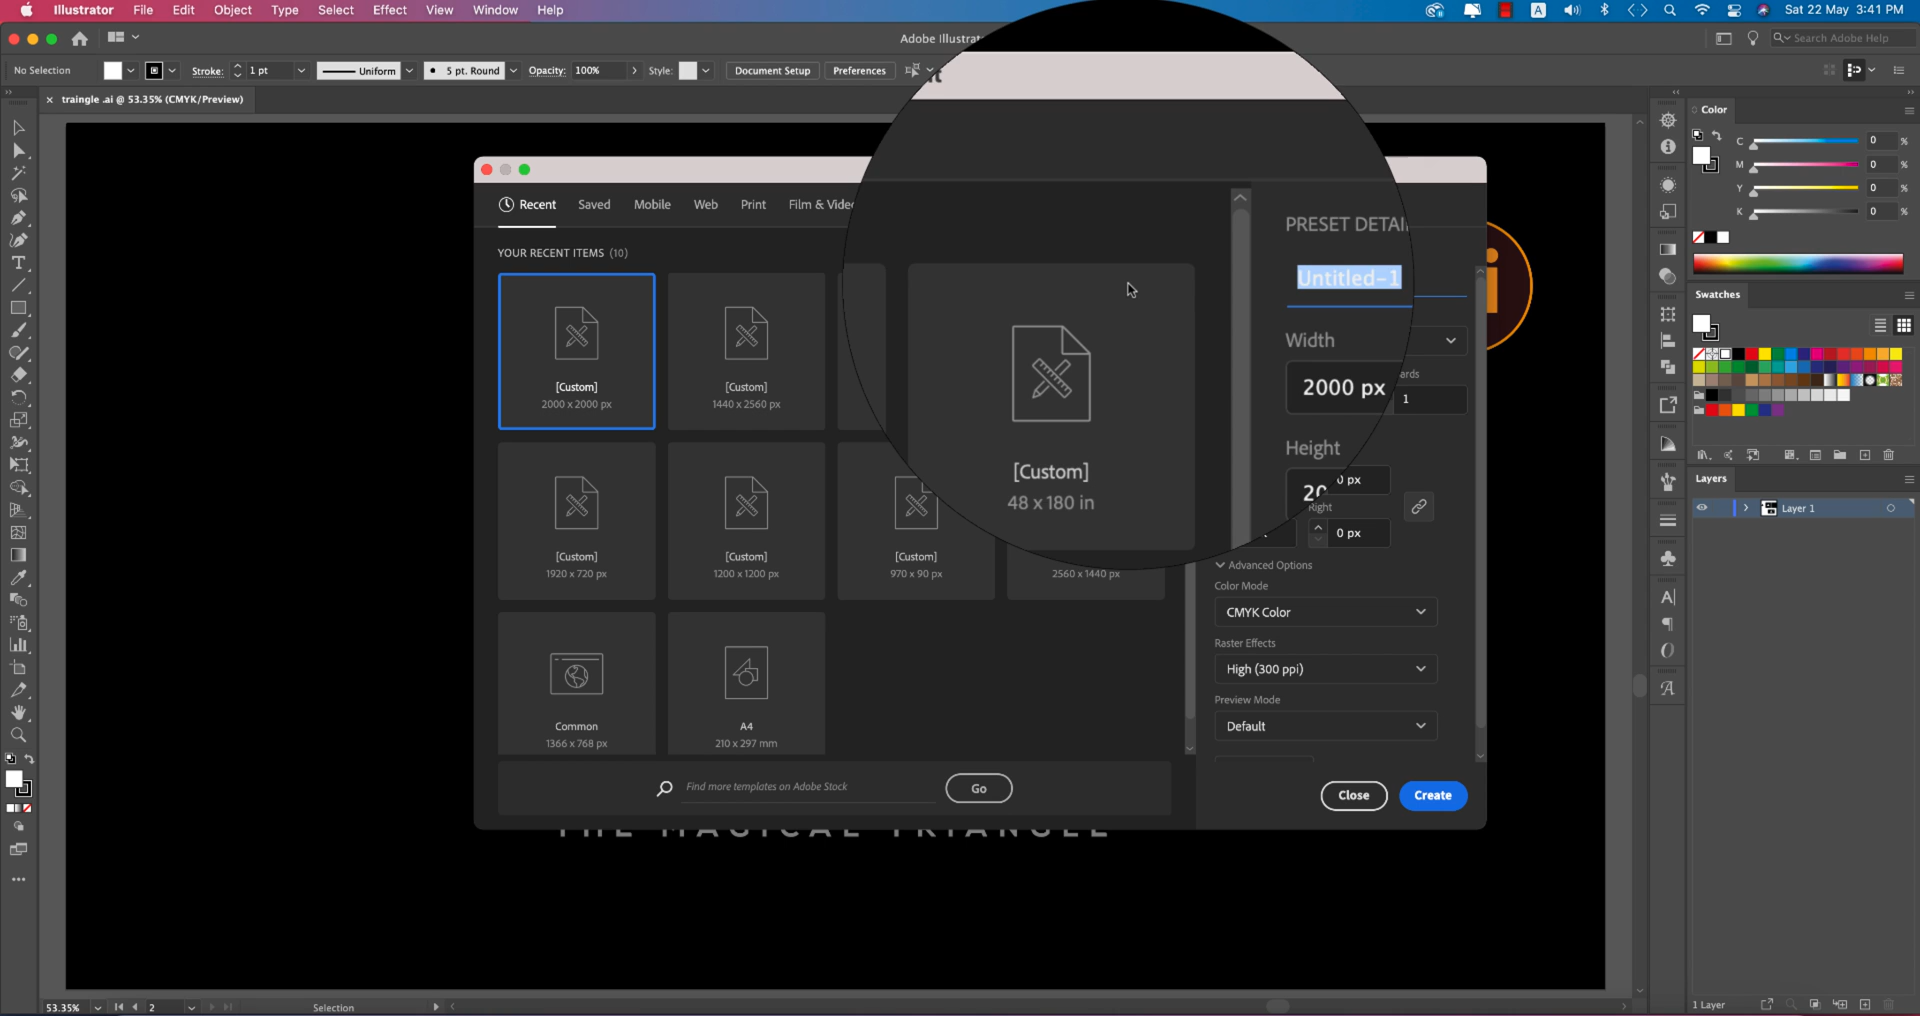 Illustrator File Edit Object Type Select Effect View Window Help
A
Sat 22 May 3:41 PM
Search Adobe Help
No Selection
Stroke: 1 pt
Uniform
5 pt. Round
Opacity: 100%
Style:
Document Setup
Preferences
traingle .ai @ 53.35% (CMYK/Preview)
Recent Saved Mobile Web Print
YOUR RECENT ITEMS (10)
[Custom]
2000 x 2000 px
[Custom]
1440 x 2560 px
[Custom]
48 x 180 in
[Custom]
1920 x 720 px
[Custom]
1200 x 1200 px
[Custom]
970 x 90 px
2560 x 1440 px
Common
1366 x 768 px
A4
210 x 297 mm
Find more templates on Adobe Stock
Go
PRESET
Untitled-1
Width
2000 px
1
Height
0 px
Right
0 px
Advanced Options
Color Mode
CMYK Color
Raster Effects
High (300 ppi)
Preview Mode
Default
Close
Create
THE MAGICAL TRIANGLE
Color
C 0 %
M 0 %
Y 0 %
K 0 %
Swatches
Layers
Layer 1
1 Layer
53.35%
2
Selection